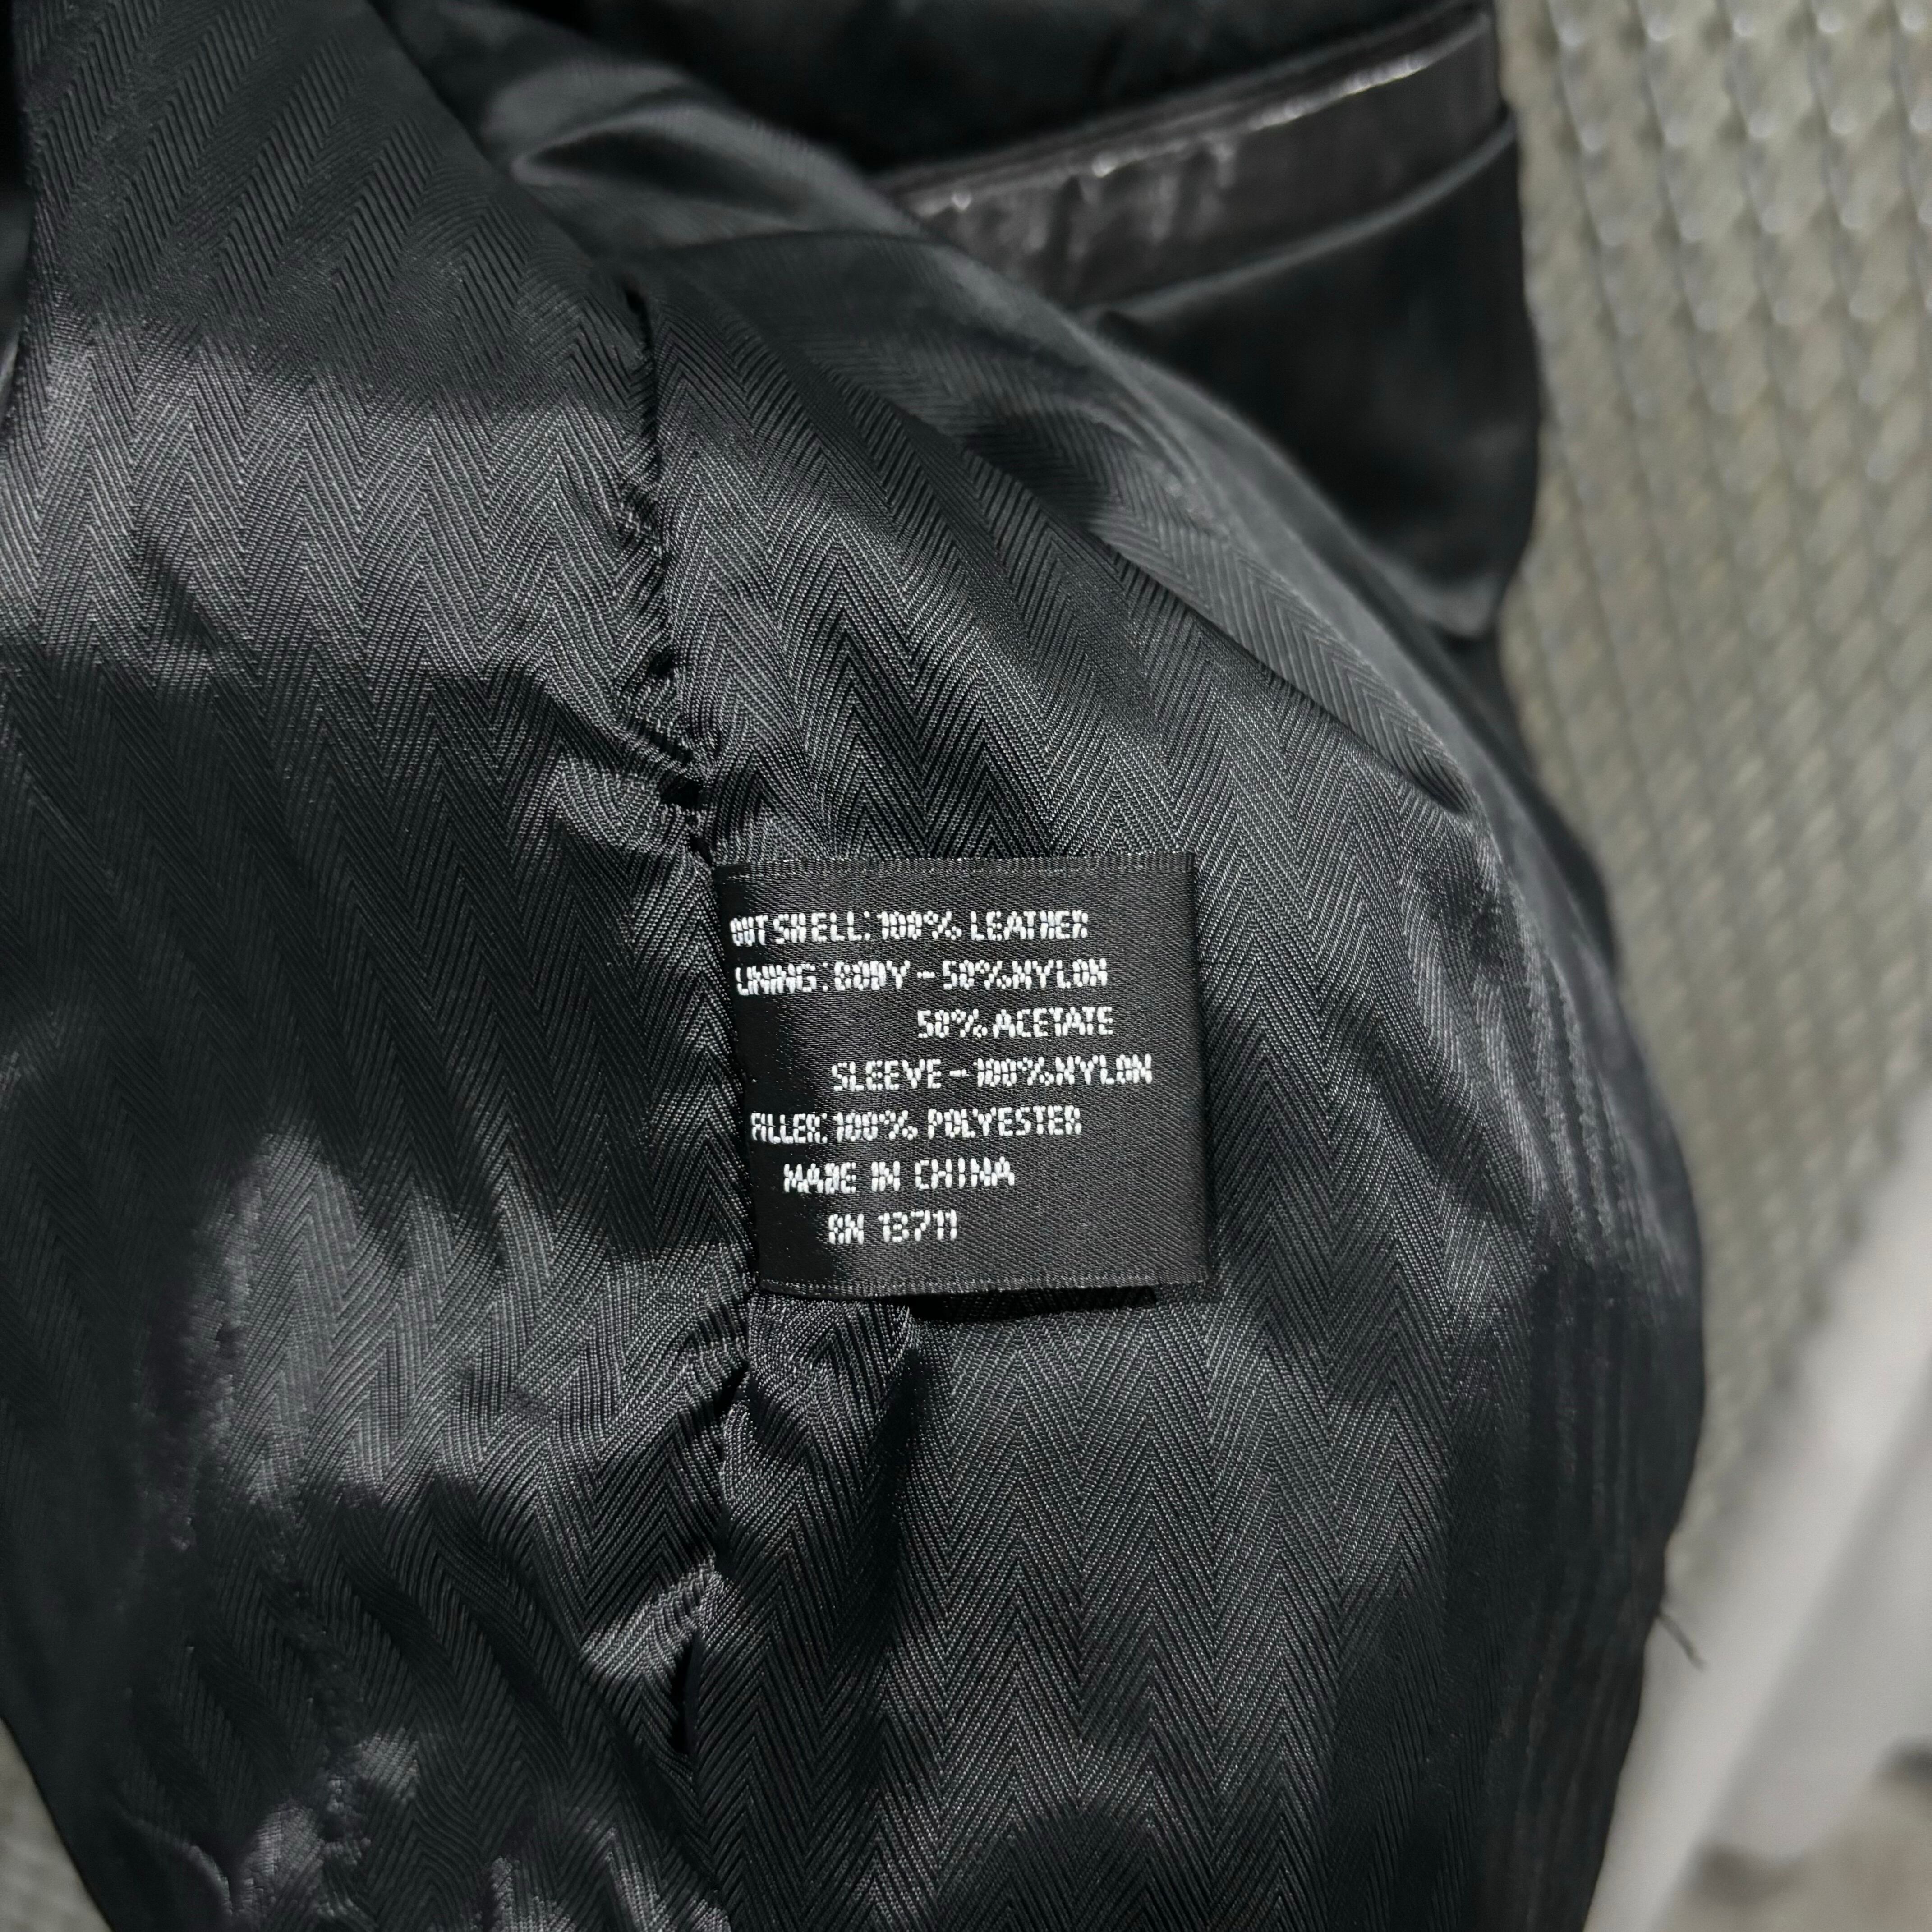 OUTSHELL: 100% LEATHER
LINING: BODY - 50% NYLON
50% ACETATE
SLEEVE - 100% NYLON
FILLER: 100% POLYESTER
MADE IN CHINA
RN 13711